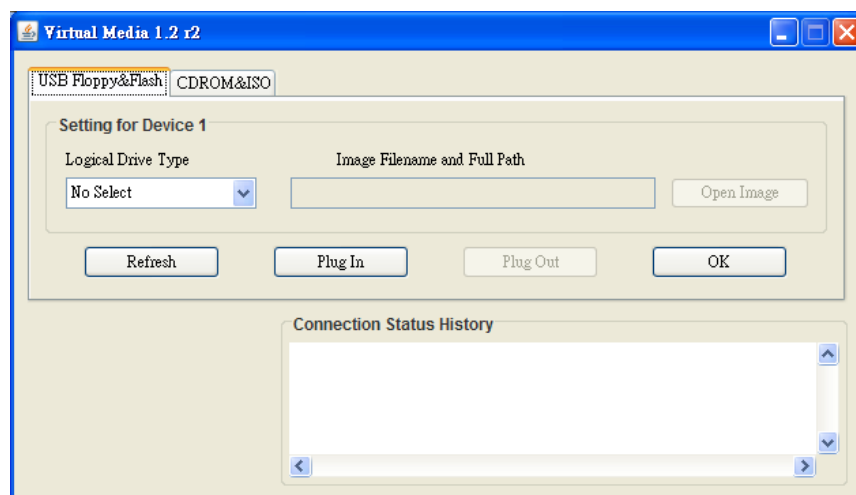 Virtual Media 1.2 r2
USB Floppy&Flash CDROM&ISO
Setting for Device 1
Logical Drive Type Image Filename and Full Path
No Select Open Image
Refresh Plug In Plug Out OK
Connection Status History